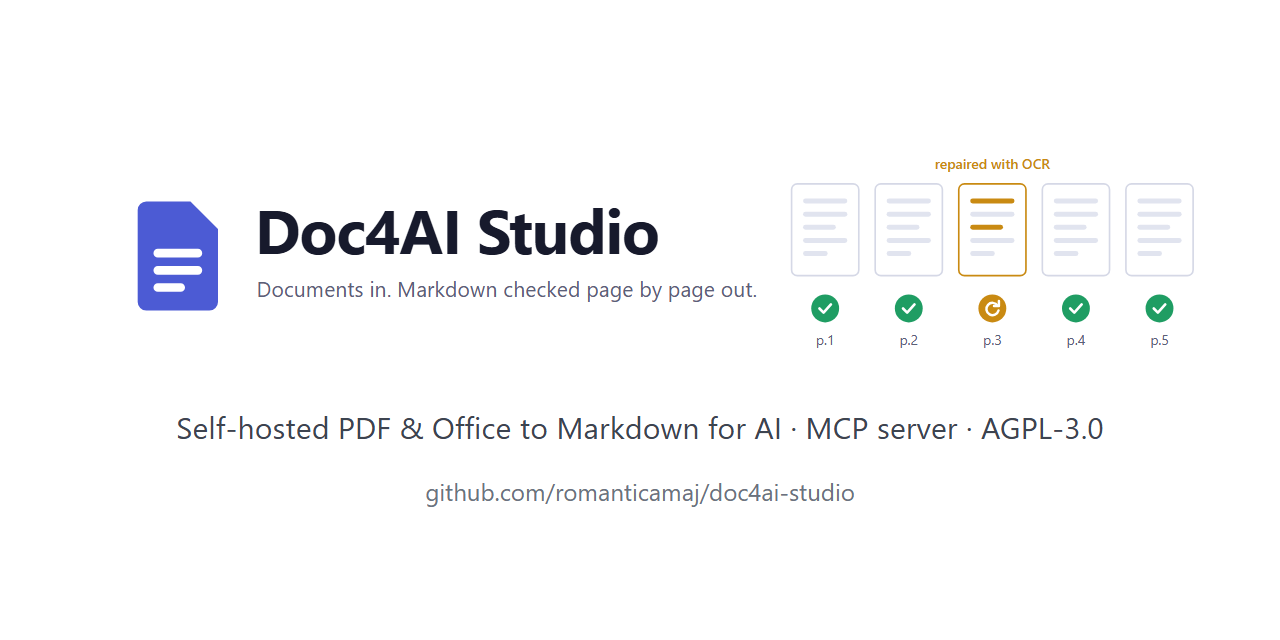 repaired with OCR
Doc4AI Studio
Documents in. Markdown checked page by page out.
p.1
p.2
p.3
p.4
p.5
Self-hosted PDF & Office to Markdown for AI · MCP server · AGPL-3.0
github.com/romanticamaj/doc4ai-studio